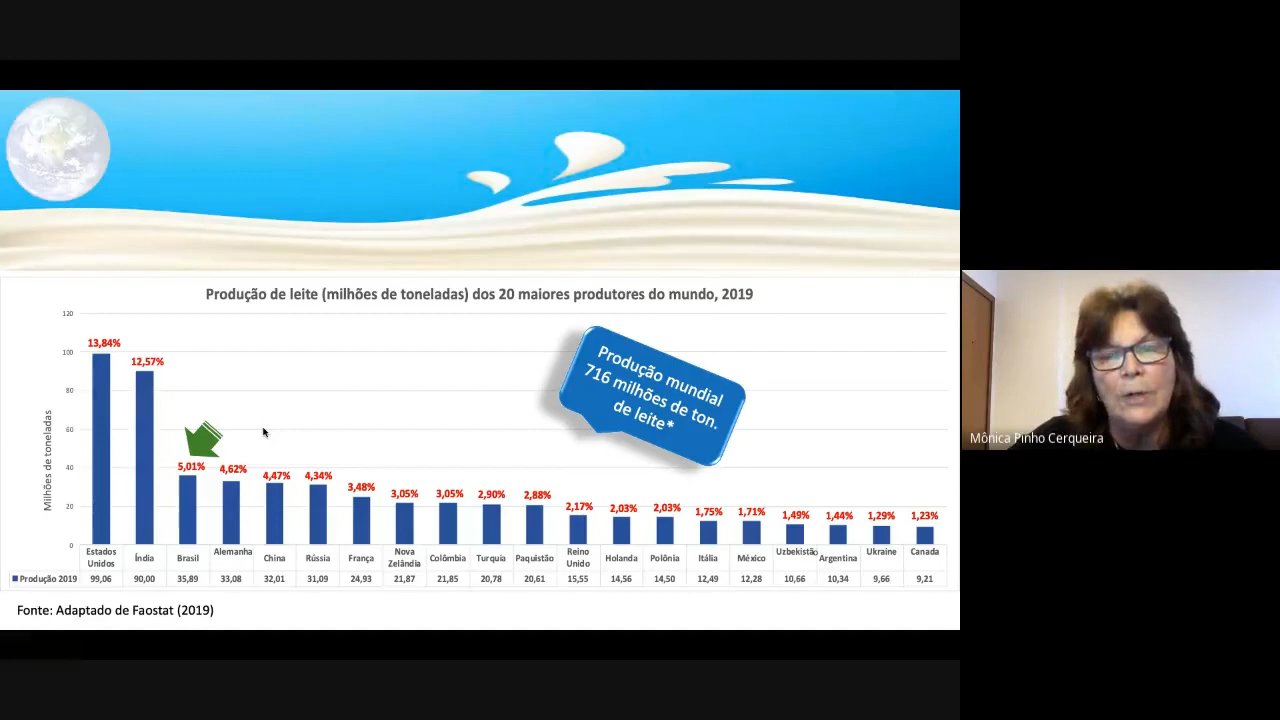 Produção de leite (milhões de toneladas) dos 20 maiores produtores do mundo, 2019
Milhões de toneladas
120
100
80
60
40
20
0
13,84%
12,57%
5,01%
4,62%
4,47%
4,34%
3,48%
3,05%
3,05%
2,90%
2,88%
2,17%
2,03%
2,03%
1,75%
1,71%
1,49%
1,44%
1,29%
1,23%
Produção mundial
716 milhões de ton.
de leite*
Estados
Unidos
Índia
Brasil
Alemanha
China
Rússia
França
Nova
Zelândia
Colômbia
Turquia
Paquistão
Reino
Unido
Holanda
Polônia
Itália
México
Uzbekistão
Argentina
Ukraine
Canada
Produção 2019 99,06 90,00 35,89 33,08 32,01 31,09 24,93 21,87 21,85 20,78 20,61 15,55 14,56 14,50 12,49 12,28 10,66 10,34 9,66 9,21
Fonte: Adaptado de Faostat (2019)
Mônica Pinho Cerqueira